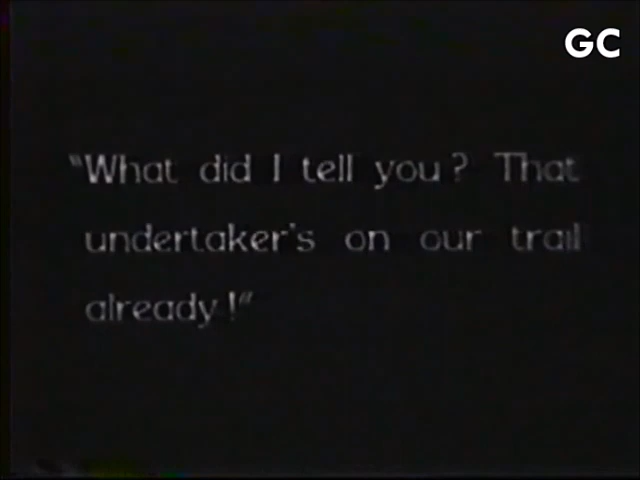 GC
"What did I tell you? That
undertaker's on our trail
already!"